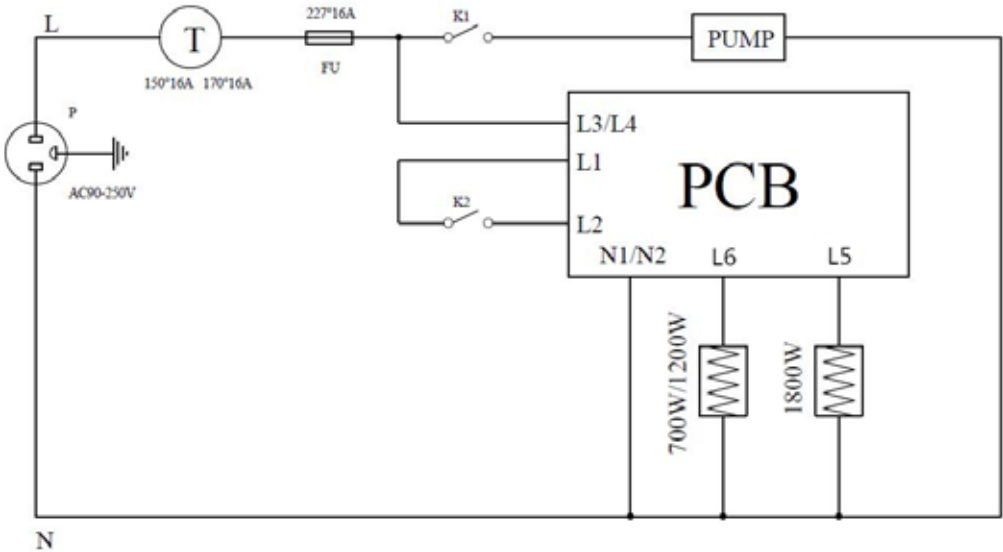 L
T
150°16A 170°16A
227°16A
FU
K1
PUMP
P
AC90-250V
L3/L4
L1
K2
L2
PCB
N1/N2
L6
L5
700W/1200W
1800W
N